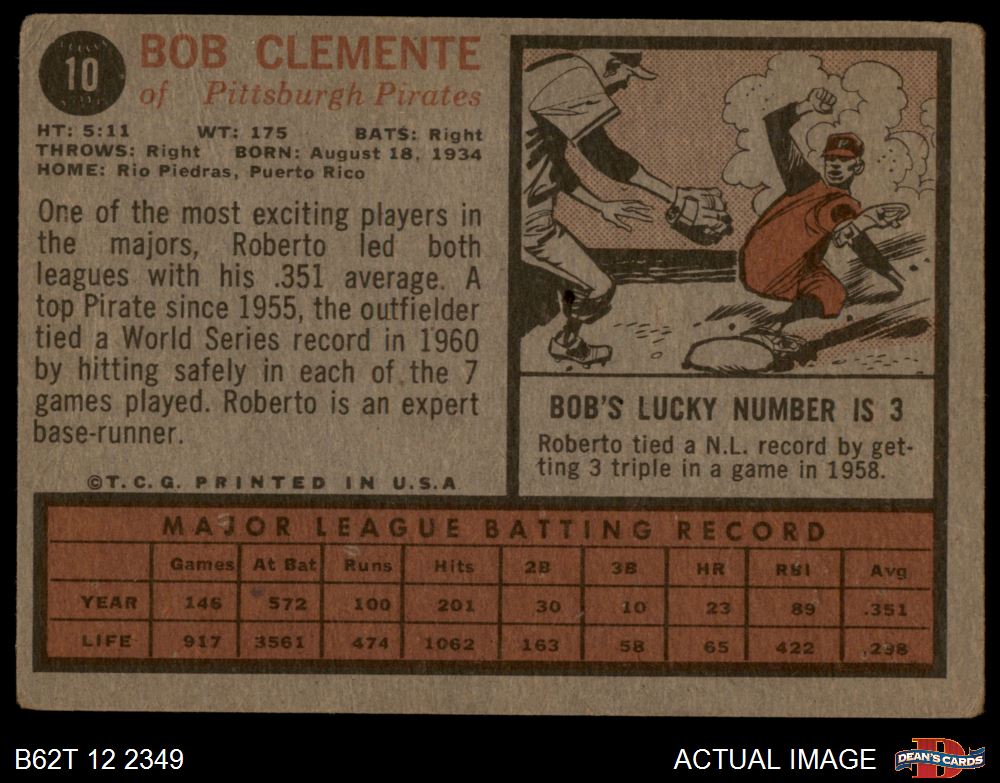 10
BOB CLEMENTE
of Pittsburgh Pirates
HT: 5:11 WT: 175 BATS: Right
THROWS: Right BORN: August 18, 1934
HOME: Rio Piedras, Puerto Rico
One of the most exciting players in
the majors, Roberto led both
leagues with his .351 average. A
top Pirate since 1955, the outfielder
tied a World Series record in 1960
by hitting safely in each of the 7
games played. Roberto is an expert
base-runner.
©T.C.G. PRINTED IN U.S.A
P
BOB'S LUCKY NUMBER IS 3
Roberto tied a N.L. record by get-
ting 3 triple in a game in 1958.
MAJOR LEAGUE BATTING RECORD
Games At Bat Runs Hits 2B 3B HR RBI Avg
YEAR 146 572 100 201 30 10 23 89 .351
LIFE 917 3561 474 1062 163 58 65 422 .298
B62T 12 2349
ACTUAL IMAGE
D
DEAN'S CARDS